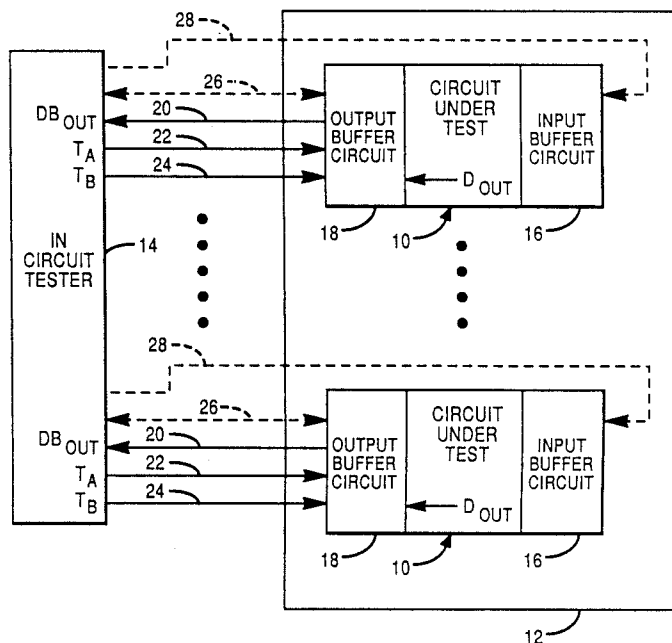 28
26
DB OUT
20
T A
22
T B
24
OUTPUT
BUFFER
CIRCUIT
CIRCUIT
UNDER
TEST
D OUT
INPUT
BUFFER
CIRCUIT
18
10
16
IN
CIRCUIT
TESTER
14
28
26
DB OUT
20
T A
22
T B
24
OUTPUT
BUFFER
CIRCUIT
CIRCUIT
UNDER
TEST
D OUT
INPUT
BUFFER
CIRCUIT
18
10
16
12